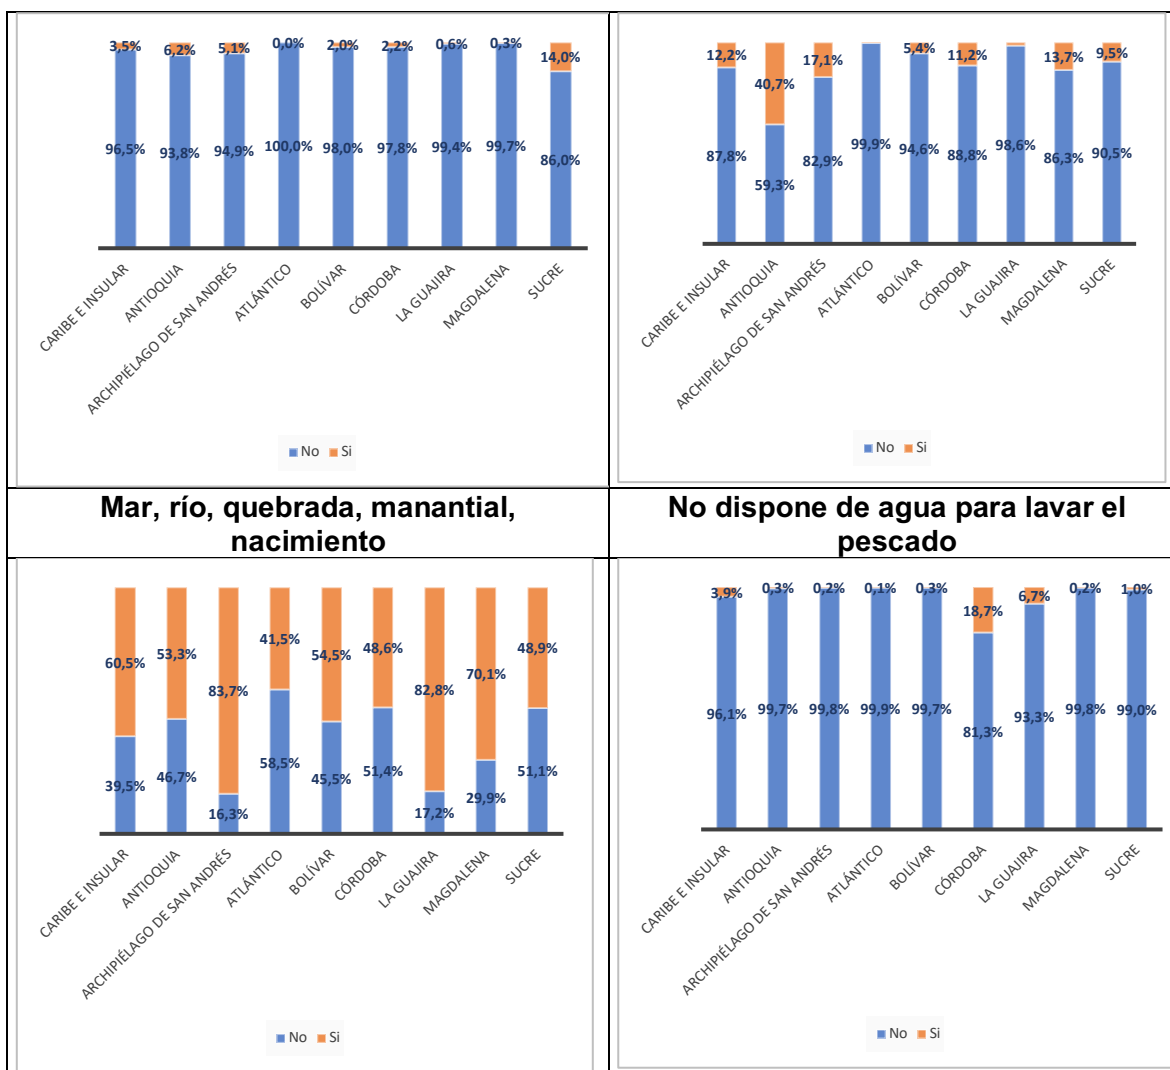 3,5% 6,2% 5,1% 0,0% 2,0% 2,2% 0,6% 0,3% 14,0%
96,5% 93,8% 94,9% 100,0% 98,0% 97,8% 99,4% 99,7% 86,0%
CARIBE E INSULAR
ANTIOQUIA
ARCHIPIÉLAGO DE SAN ANDRÉS
ATLÁNTICO
BOLÍVAR
CÓRDOBA
LA GUAJIRA
MAGDALENA
SUCRE
No Si
12,2% 40,7% 17,1% 5,4% 11,2% 13,7% 9,5%
87,8% 59,3% 82,9% 99,9% 94,6% 88,8% 98,6% 86,3% 90,5%
CARIBE E INSULAR
ANTIOQUIA
ARCHIPIÉLAGO DE SAN ANDRÉS
ATLÁNTICO
BOLÍVAR
CÓRDOBA
LA GUAJIRA
MAGDALENA
SUCRE
No Si
Mar, río, quebrada, manantial,
nacimiento
60,5% 53,3% 83,7% 41,5% 54,5% 48,6% 82,8% 70,1% 48,9%
39,5% 46,7% 16,3% 58,5% 45,5% 51,4% 17,2% 29,9% 51,1%
CARIBE E INSULAR
ANTIOQUIA
ARCHIPIÉLAGO DE SAN ANDRÉS
ATLÁNTICO
BOLÍVAR
CÓRDOBA
LA GUAJIRA
MAGDALENA
SUCRE
No Si
No dispone de agua para lavar el
pescado
3,9% 0,3% 0,2% 0,1% 0,3% 18,7% 6,7% 0,2% 1,0%
96,1% 99,7% 99,8% 99,9% 99,7% 81,3% 93,3% 99,8% 99,0%
CARIBE E INSULAR
ANTIOQUIA
ARCHIPIÉLAGO DE SAN ANDRÉS
ATLÁNTICO
BOLÍVAR
CÓRDOBA
LA GUAJIRA
MAGDALENA
SUCRE
No Si